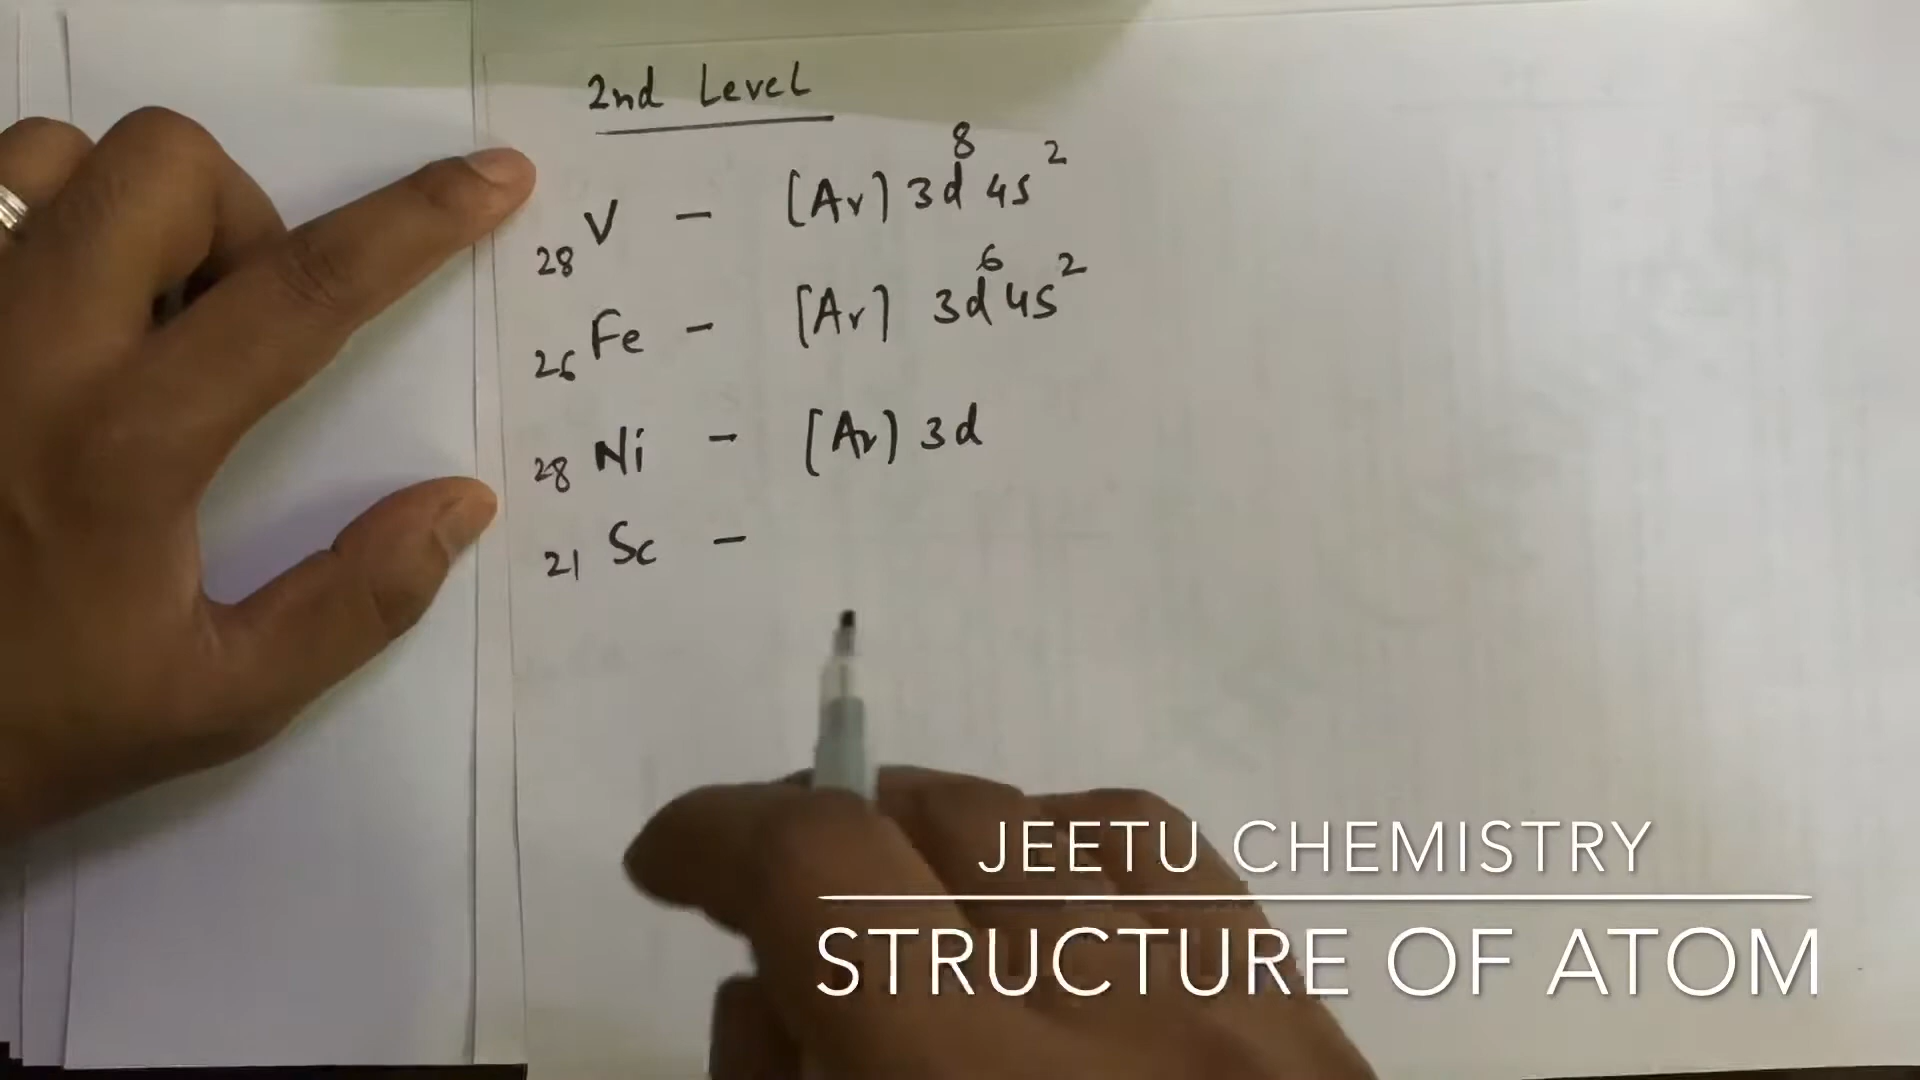 2nd Level
28 V - [Ar] 3d8 4s2
26 Fe - [Ar] 3d6 4s2
28 Ni - [Ar] 3d
21 Sc -
JEETU CHEMISTRY
STRUCTURE OF ATOM